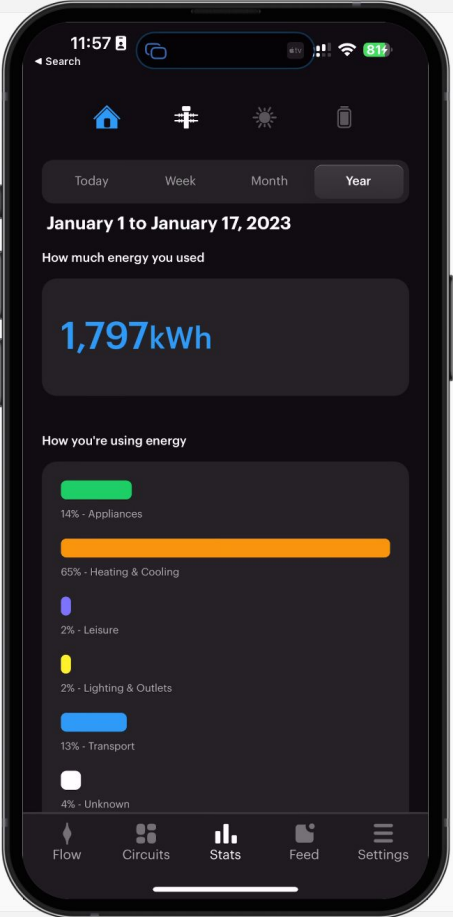 11:57
◄ Search
tv
81
Today Week Month Year
January 1 to January 17, 2023
How much energy you used
1,797kWh
How you're using energy
14% - Appliances
65% - Heating & Cooling
2% - Leisure
2% - Lighting & Outlets
13% - Transport
4% - Unknown
Flow Circuits Stats Feed Settings